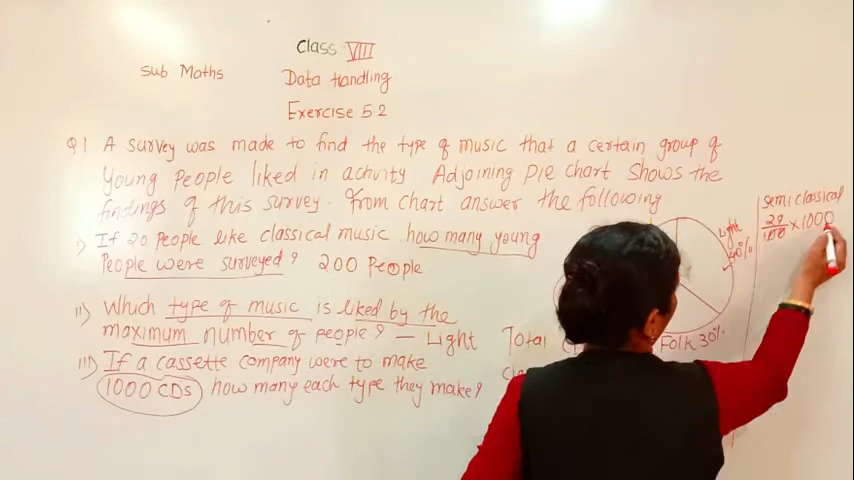 Class VIII
Sub Maths
Data Handling
Exercise 5.2
Q1 A survey was made to find the type of music that a certain group of
Young People liked in activity Adjoining Pie chart shows the
findings of this survey. From chart answer the following
i) If 20 People like classical music how many young
People were surveyed? 200 People
ii) Which type of music is liked by the
maximum number of people? — Light
iii) If a cassette company were to make
1000 CDs how many each type they make?
Light
40%
Folk 30%
Total
Semi classical
20/100 × 1000